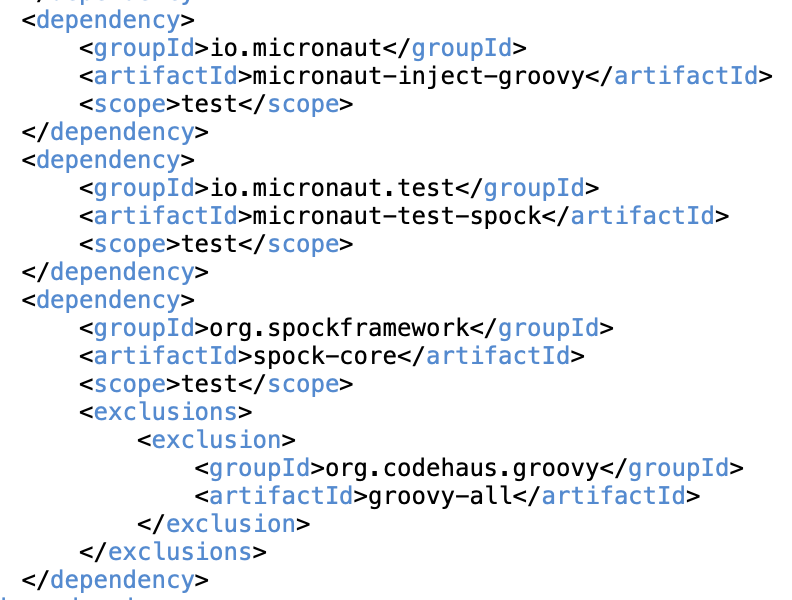 <dependency>
<groupId>io.micronaut</groupId>
<artifactId>micronaut-inject-groovy</artifactId>
<scope>test</scope>
</dependency>
<dependency>
<groupId>io.micronaut.test</groupId>
<artifactId>micronaut-test-spock</artifactId>
<scope>test</scope>
</dependency>
<dependency>
<groupId>org.spockframework</groupId>
<artifactId>spock-core</artifactId>
<scope>test</scope>
<exclusions>
<exclusion>
<groupId>org.codehaus.groovy</groupId>
<artifactId>groovy-all</artifactId>
</exclusion>
</exclusions>
</dependency>